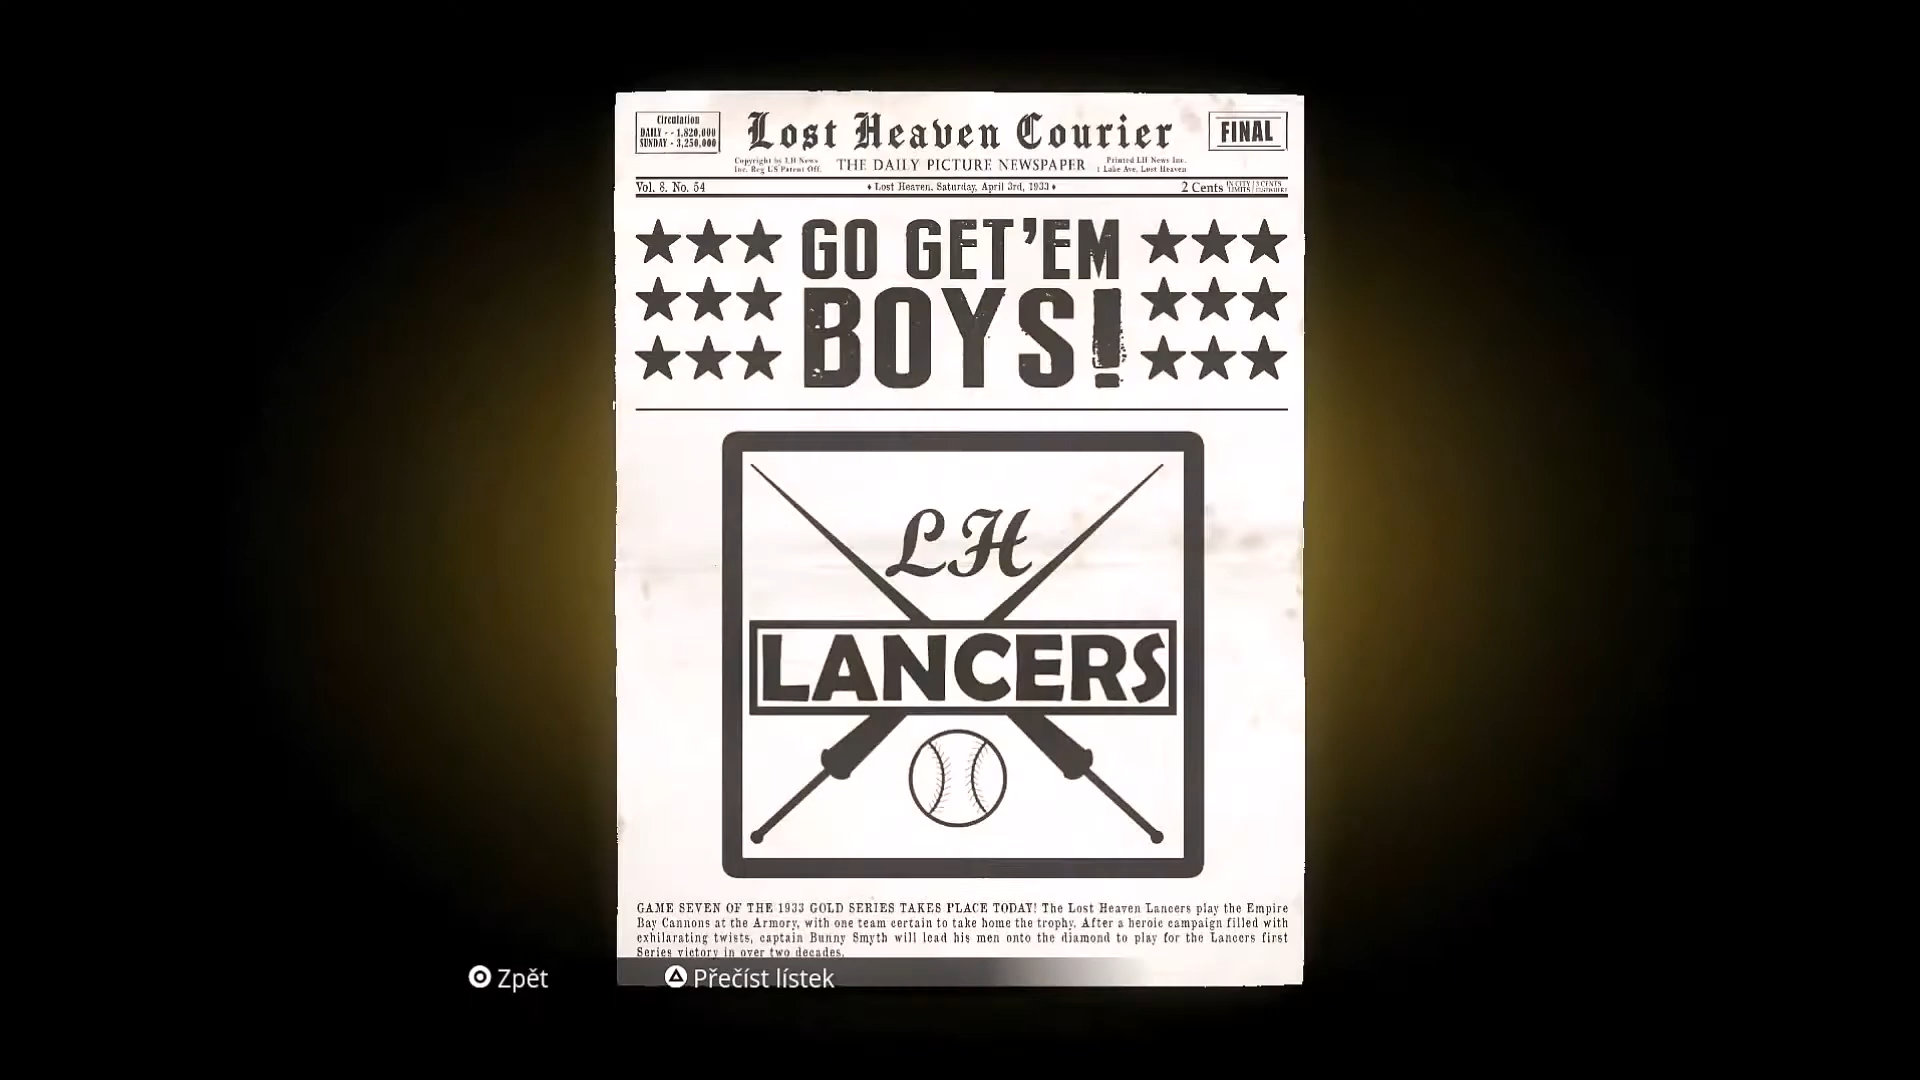 Circulation
DAILY - - 1,820,000
SUNDAY - 3,250,000
Lost Heaven Courier
FINAL
Copyright by LH News
Inc. Reg US Patent Off.
THE DAILY PICTURE NEWSPAPER
Printed LH News Inc.
1 Lake Ave, Lost Heaven
Vol. 8. No. 54
♦ Lost Heaven, Saturday, April 3rd, 1933 ♦
2 Cents IN CITY LIMITS | 3 CENTS ELSEWHERE
GO GET'EM
BOYS!
LH
LANCERS
GAME SEVEN OF THE 1933 GOLD SERIES TAKES PLACE TODAY! The Lost Heaven Lancers play the Empire
Bay Cannons at the Armory, with one team certain to take home the trophy. After a heroic campaign filled with
exhilarating twists, captain Bunny Smyth will lead his men onto the diamond to play for the Lancers first
Series victory in over two decades.
Zpět
Přečíst lístek